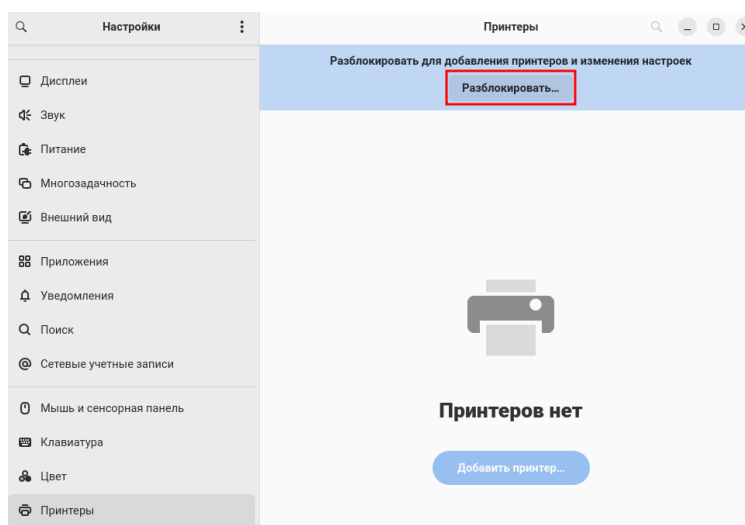 Настройки
Принтеры
Разблокировать для добавления принтеров и изменения настроек
Разблокировать…
Дисплеи
Звук
Питание
Многозадачность
Внешний вид
Приложения
Уведомления
Поиск
Сетевые учетные записи
Мышь и сенсорная панель
Клавиатура
Цвет
Принтеры
Принтеров нет
Добавить принтер…